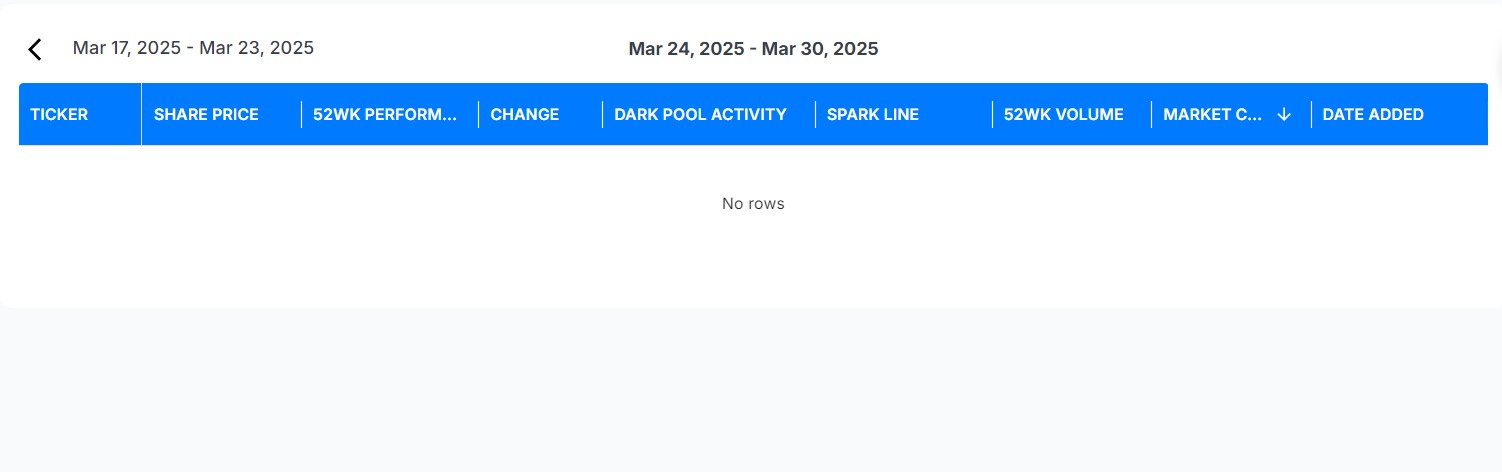 Mar 17, 2025 - Mar 23, 2025 Mar 24, 2025 - Mar 30, 2025
TICKER SHARE PRICE 52WK PERFORM... CHANGE DARK POOL ACTIVITY SPARK LINE 52WK VOLUME MARKET C... DATE ADDED
No rows